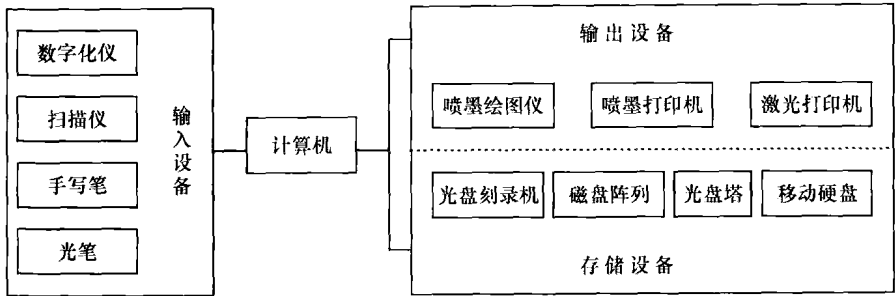 数字化仪
扫描仪
手写笔
光笔
输入设备
计算机
输出设备
喷墨绘图仪
喷墨打印机
激光打印机
光盘刻录机
磁盘阵列
光盘塔
移动硬盘
存储设备